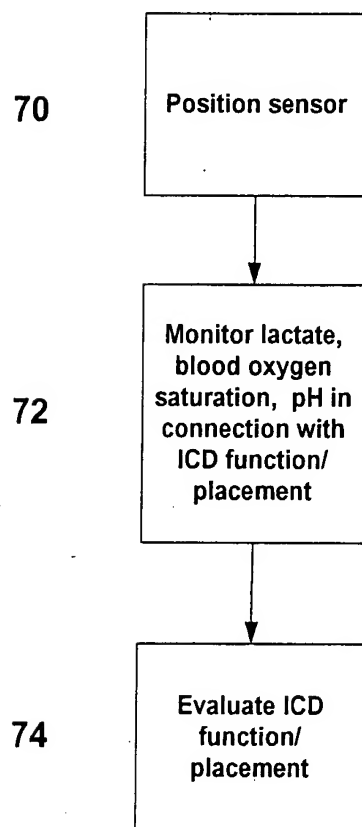 70
Position sensor
72
Monitor lactate,
blood oxygen
saturation, pH in
connection with
ICD function/
placement
74
Evaluate ICD
function/
placement